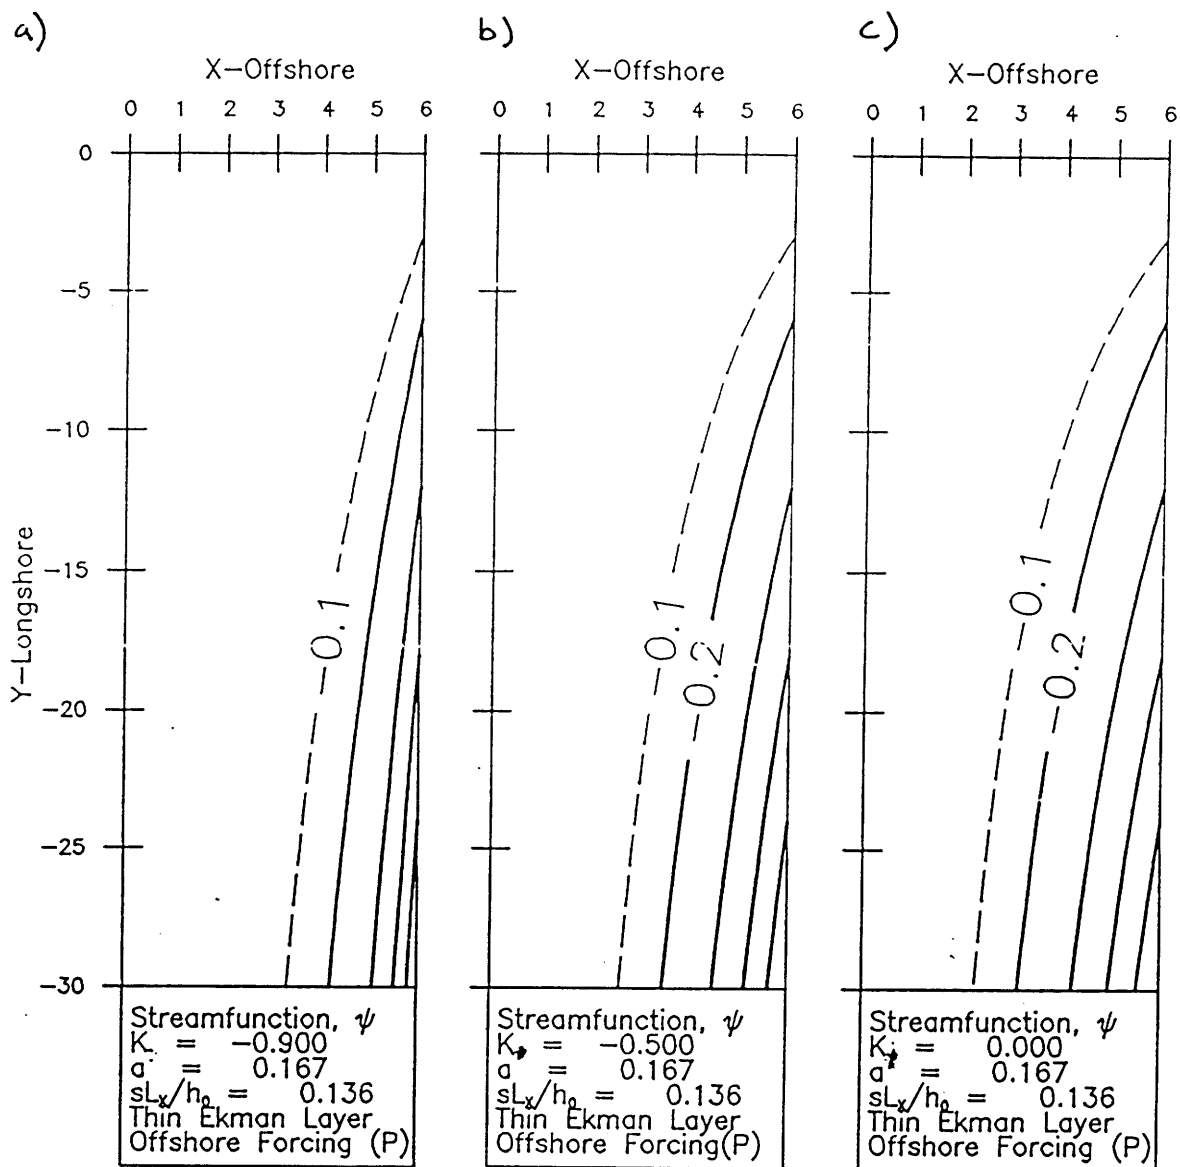 a)
X-Offshore
0 1 2 3 4 5 6
0
-5
-10
-15
-20
-25
-30
Y-Longshore
0.1
Streamfunction, ψ
K = -0.900
a = 0.167
sLx/h₀ = 0.136
Thin Ekman Layer
Offshore Forcing (P)
b)
X-Offshore
0 1 2 3 4 5 6
0.1
0.2
Streamfunction, ψ
K = -0.500
a = 0.167
sLx/h₀ = 0.136
Thin Ekman Layer
Offshore Forcing(P)
c)
X-Offshore
0 1 2 3 4 5 6
0.1
0.2
Streamfunction, ψ
K = 0.000
a = 0.167
sLx/h₀ = 0.136
Thin Ekman Layer
Offshore Forcing (P)